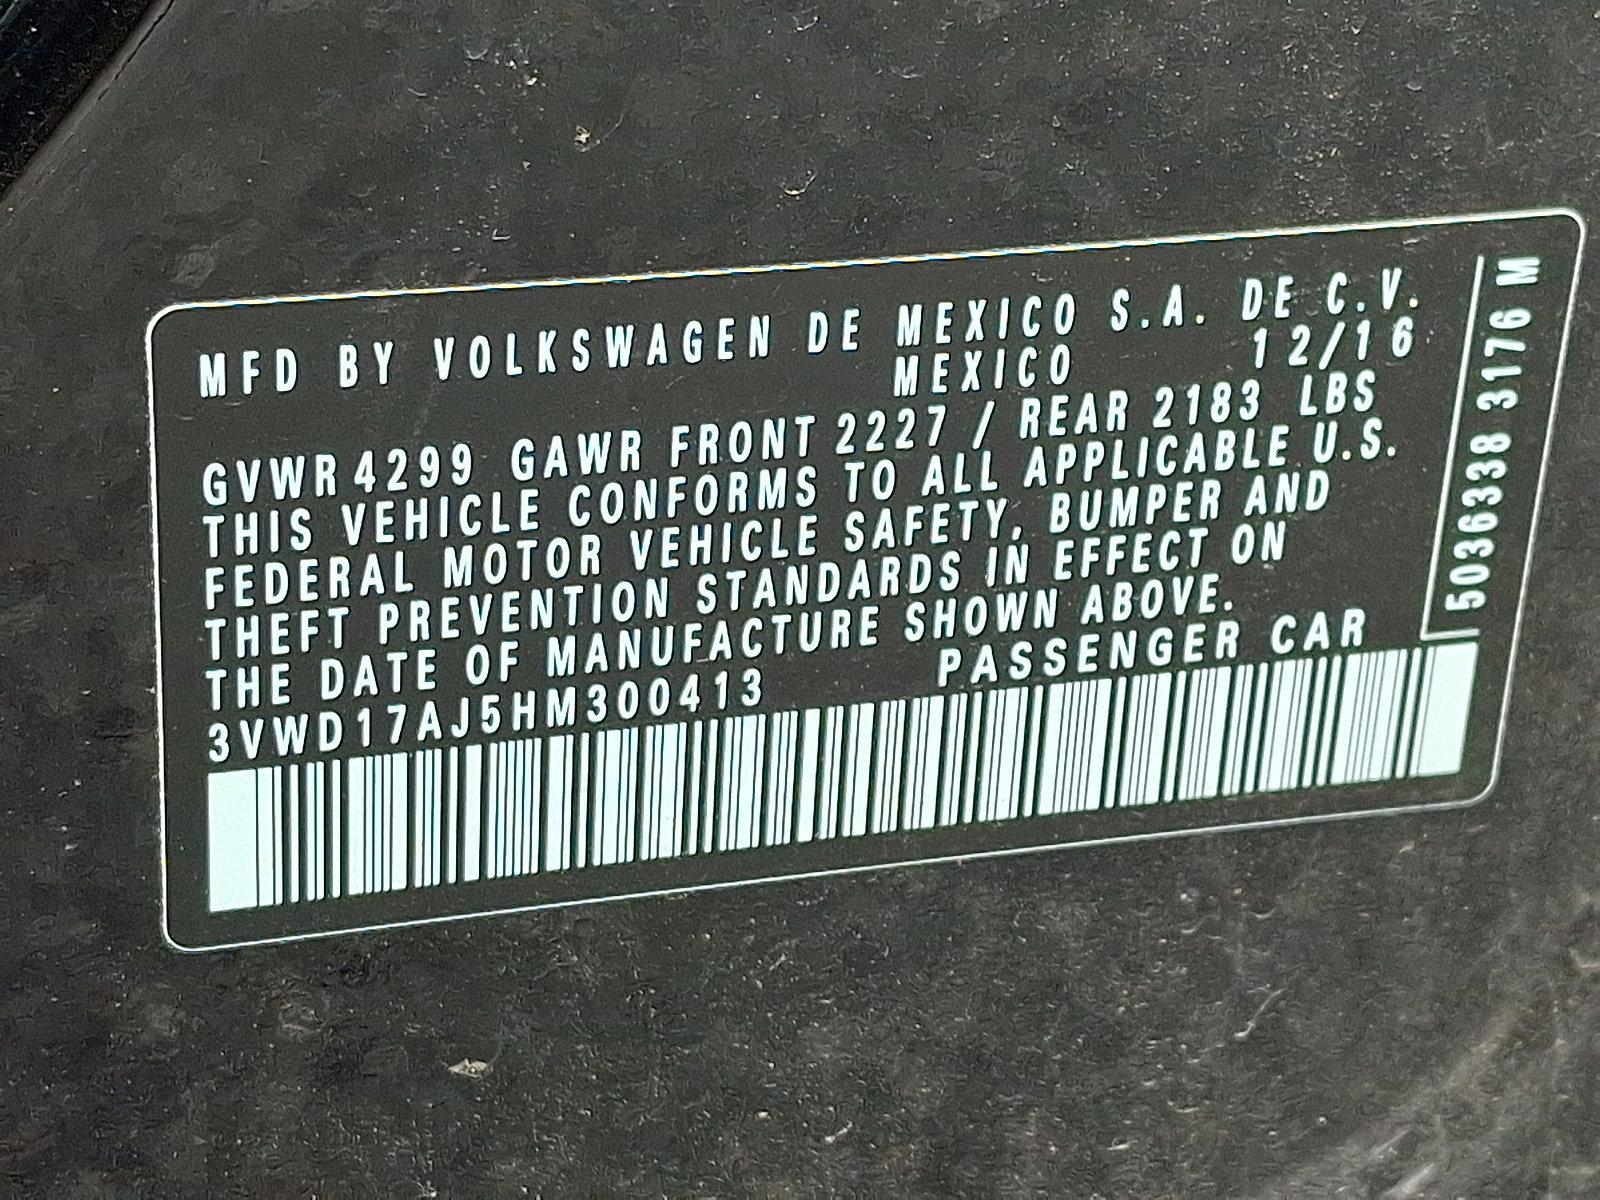 MFD BY VOLKSWAGEN DE MEXICO S.A. DE C.V.
MEXICO 12/16
GVWR 4299 GAWR FRONT 2227 / REAR 2183 LBS
THIS VEHICLE CONFORMS TO ALL APPLICABLE U.S.
FEDERAL MOTOR VEHICLE SAFETY, BUMPER AND
THEFT PREVENTION STANDARDS IN EFFECT ON
THE DATE OF MANUFACTURE SHOWN ABOVE.
3VWD17AJ5HM300413 PASSENGER CAR
5036338 3176 M